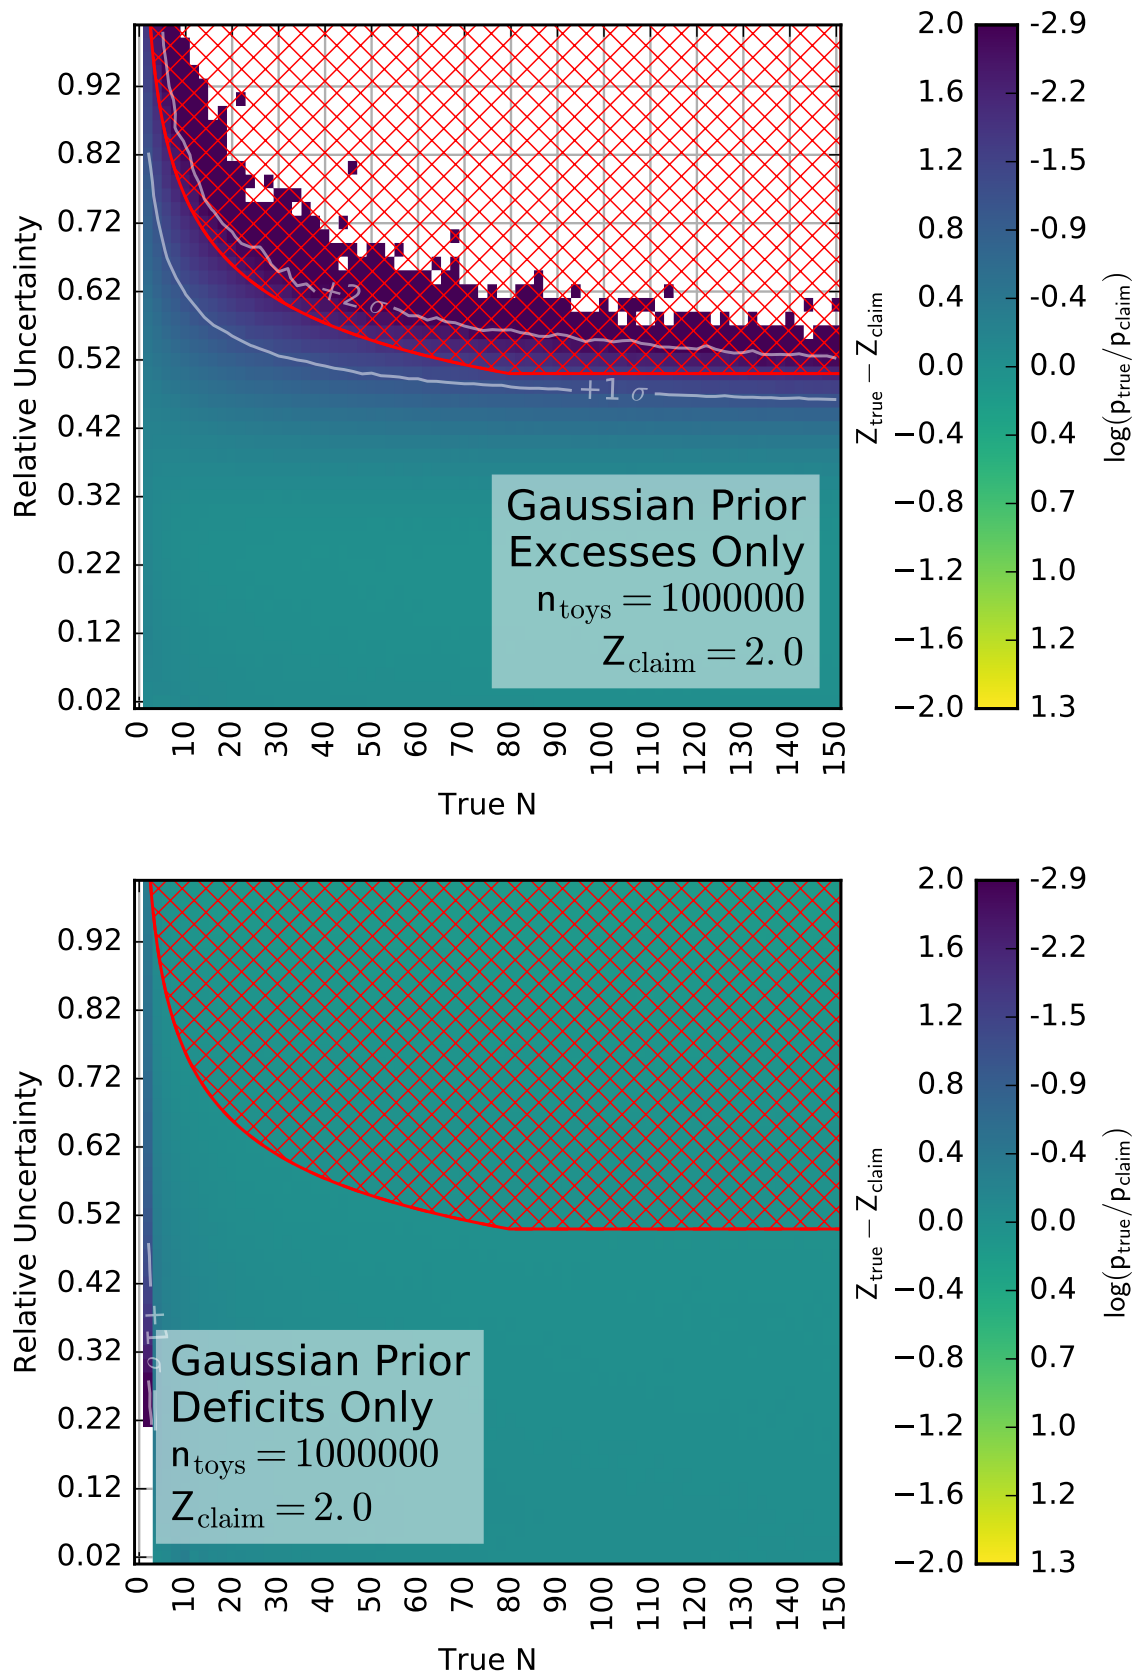 0.92
0.82
0.72
0.62
0.52
0.42
0.32
0.22
0.12
0.02
Relative Uncertainty
+2 σ
+1 σ
Gaussian Prior
Excesses Only
n_toys = 1000000
Z_claim = 2.0
0 10 20 30 40 50 60 70 80 90 100 110 120 130 140 150
True N
Z_true − Z_claim
2.0 -2.9
1.6 -2.2
1.2 -1.5
0.8 -0.9
0.4 -0.4
0.0 0.0
−0.4 0.4
−0.8 0.7
−1.2 1.0
−1.6 1.2
−2.0 1.3
log(p_true/p_claim)
0.92
0.82
0.72
0.62
0.52
0.42
0.32
0.22
0.12
0.02
Relative Uncertainty
+1 σ
Gaussian Prior
Deficits Only
n_toys = 1000000
Z_claim = 2.0
0 10 20 30 40 50 60 70 80 90 100 110 120 130 140 150
True N
Z_true − Z_claim
2.0 -2.9
1.6 -2.2
1.2 -1.5
0.8 -0.9
0.4 -0.4
0.0 0.0
−0.4 0.4
−0.8 0.7
−1.2 1.0
−1.6 1.2
−2.0 1.3
log(p_true/p_claim)